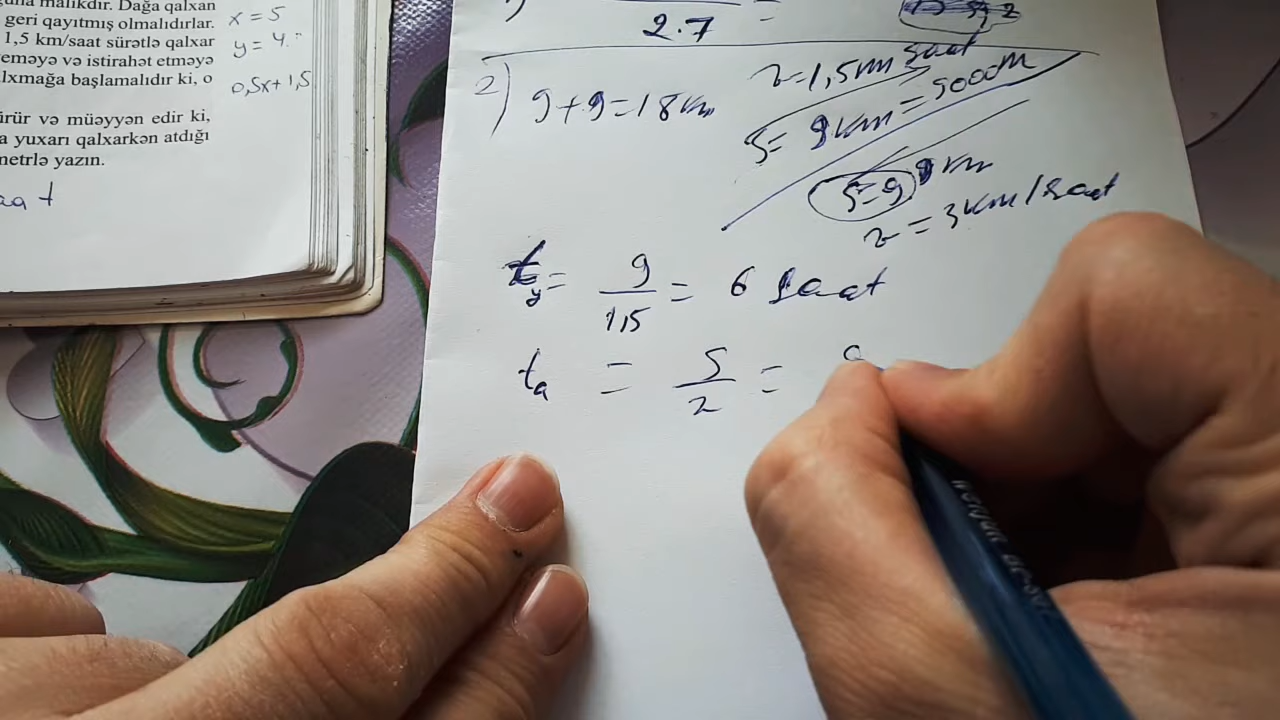 malikdir. Dağa qalxan
geri qayıtmış olmalıdırlar.
1,5 km/saat sürətlə qalxar
yeməyə və istirahət etməyə
alxmağa başlamalıdır ki, o
ürür və müəyyən edir ki,
a yuxarı qalxarkən atdığı
metrlə yazın.
x = 5
y = 4
0,5x + 1,5
2.7 =
2) 9 + 9 = 18 km
v = 1,5 km saat
S = 9 km = 9000 m
S = 9 km
v = 3 km/saat
ty = 9/1,5 = 6 saat
ta = S/v =